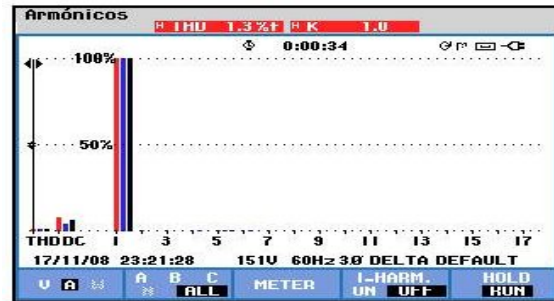 Armónicos
H THD 1.3%f H K 1.0
0:00:34
100%
50%
THDDC 1 3 5 7 9 11 13 15 17
17/11/08 23:21:28 151V 60Hz 3Ø DELTA DEFAULT
V A A B C ALL METER I-HARM. ON OFF HOLD RUN